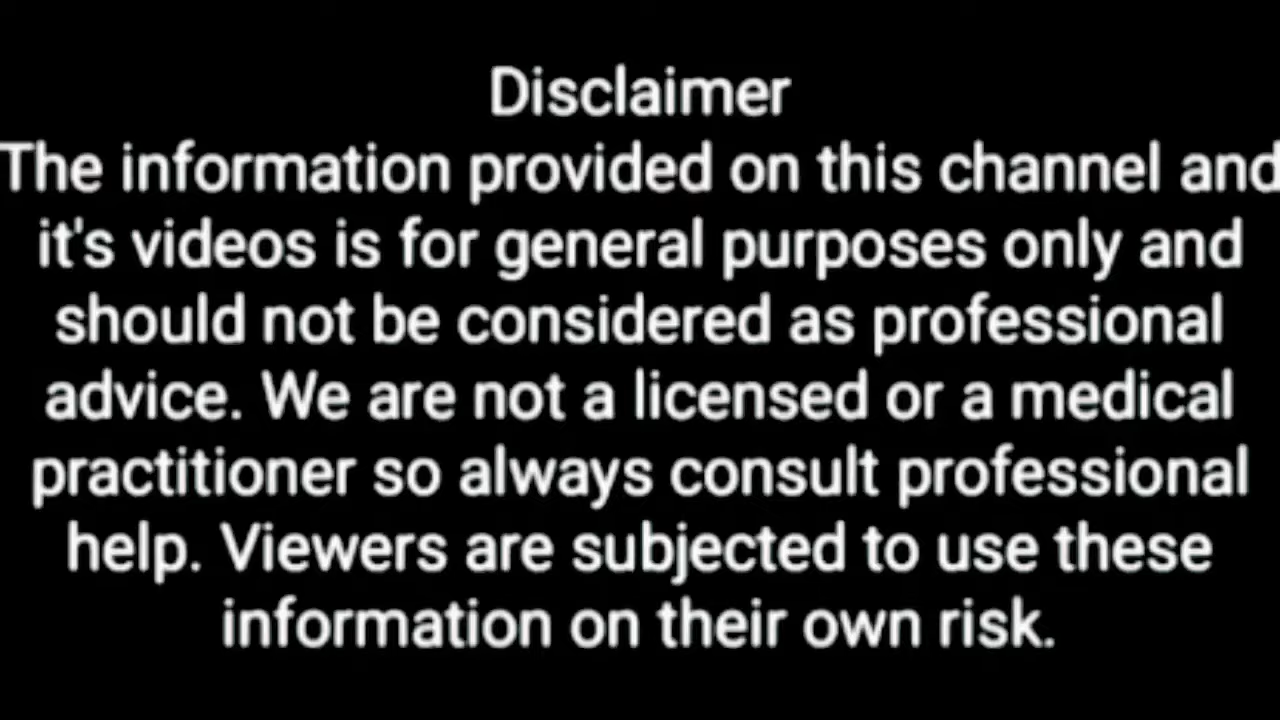 Disclaimer
The information provided on this channel and
it's videos is for general purposes only and
should not be considered as professional
advice. We are not a licensed or a medical
practitioner so always consult professional
help. Viewers are subjected to use these
information on their own risk.